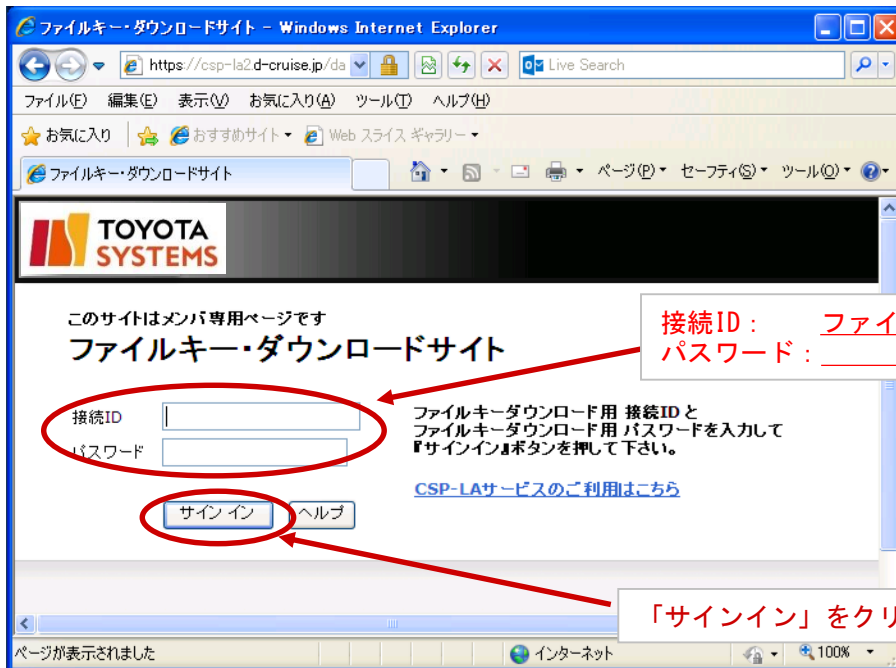 ファイルキー・ダウンロードサイト - Windows Internet Explorer
https://csp-la2.d-cruise.jp/da
Live Search
ファイル(F) 編集(E) 表示(V) お気に入り(A) ツール(T) ヘルプ(H)
お気に入り おすすめサイト Web スライス ギャラリー
ファイルキー・ダウンロードサイト
ページ(P) セーフティ(S) ツール(O)
TOYOTA
SYSTEMS
このサイトはメンバ専用ページです
ファイルキー・ダウンロードサイト
接続ID： ファイ
パスワード：
接続ID
パスワード
ファイルキーダウンロード用 接続IDと
ファイルキーダウンロード用 パスワードを入力して
『サインイン』ボタンを押して下さい。
CSP-LAサービスのご利用はこちら
サイン イン
ヘルプ
「サインイン」をクリ
ページが表示されました
インターネット
100%